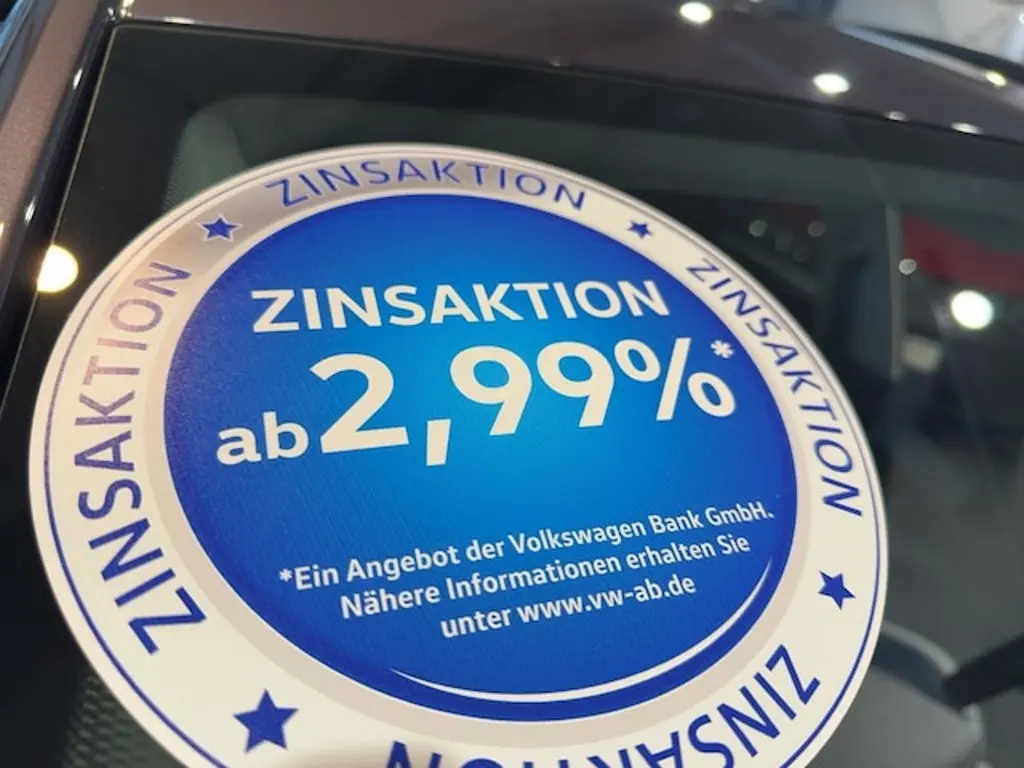 ZINSAKTION
ZINSAKTION
ZINSAKTION
ZINSAKTION
ab 2,99%*
*Ein Angebot der Volkswagen Bank GmbH.
Nähere Informationen erhalten Sie
unter www.vw-ab.de
ZINSAKTION
ZINSAKTION